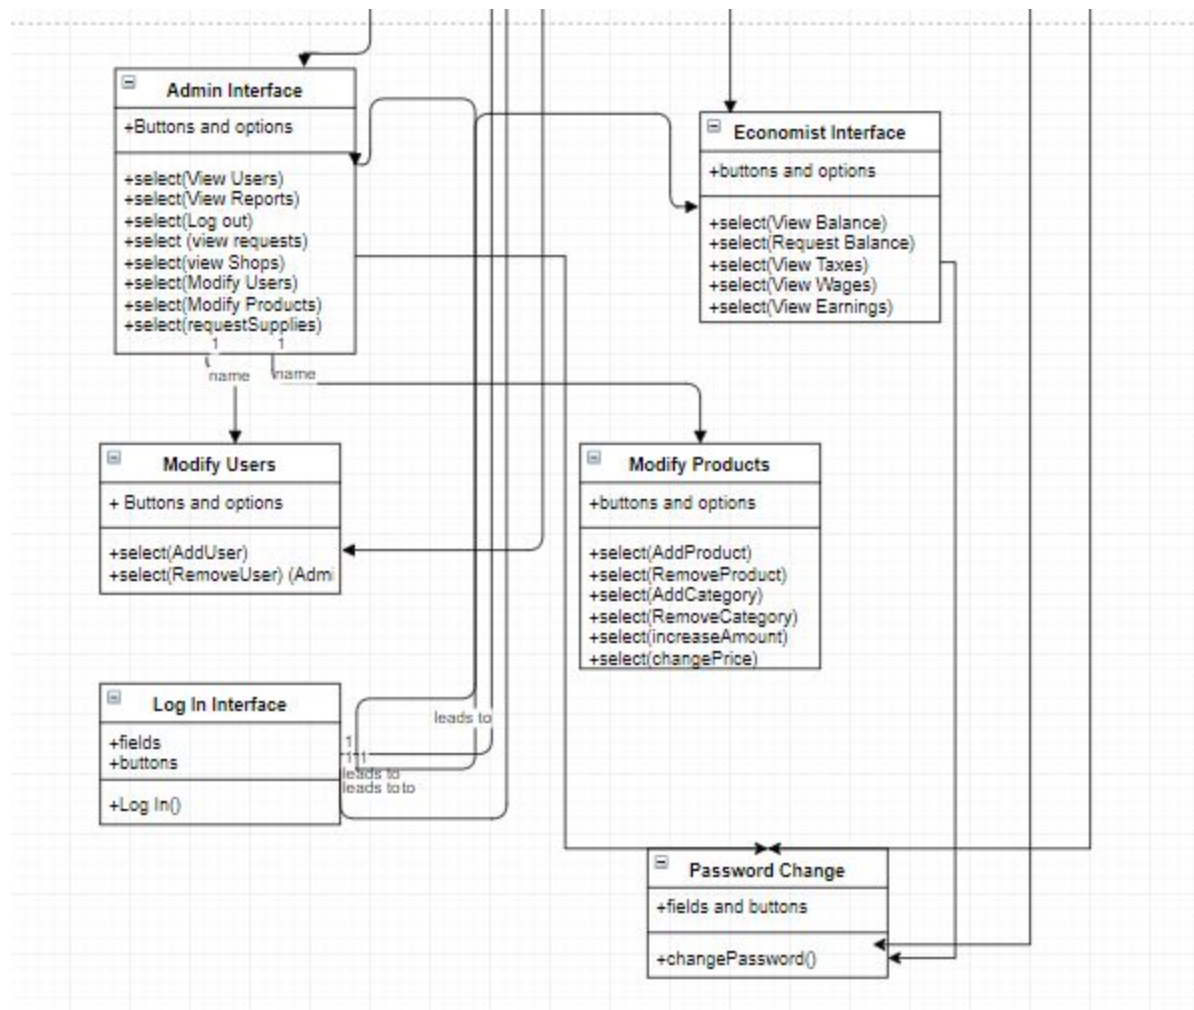 Admin Interface
+Buttons and options
+select(View Users)
+select(View Reports)
+select(Log out)
+select (view requests)
+select(view Shops)
+select(Modify Users)
+select(Modify Products)
+select(requestSupplies)
1
1
name
name
Economist Interface
+buttons and options
+select(View Balance)
+select(Request Balance)
+select(View Taxes)
+select(View Wages)
+select(View Earnings)
Modify Users
+ Buttons and options
+select(AddUser)
+select(RemoveUser) (Admi
Modify Products
+buttons and options
+select(AddProduct)
+select(RemoveProduct)
+select(AddCategory)
+select(RemoveCategory)
+select(increaseAmount)
+select(changePrice)
Log In Interface
+fields
+buttons
+Log In()
leads to
1
1 1
leads to
leads to to
Password Change
+fields and buttons
+changePassword()